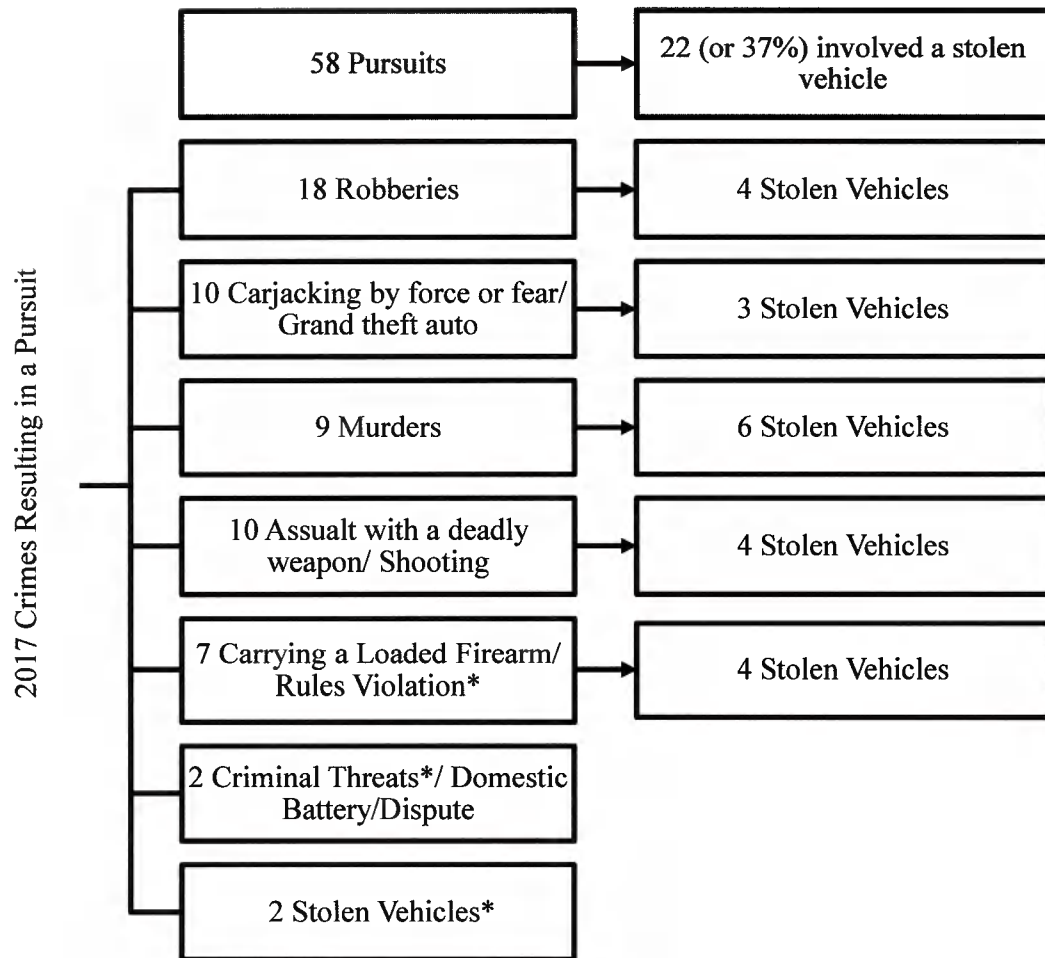 2017 Crimes Resulting in a Pursuit
58 Pursuits
22 (or 37%) involved a stolen
vehicle
18 Robberies
4 Stolen Vehicles
10 Carjacking by force or fear/
Grand theft auto
3 Stolen Vehicles
9 Murders
6 Stolen Vehicles
10 Assualt with a deadly
weapon/ Shooting
4 Stolen Vehicles
7 Carrying a Loaded Firearm/
Rules Violation*
4 Stolen Vehicles
2 Criminal Threats*/ Domestic
Battery/Dispute
2 Stolen Vehicles*